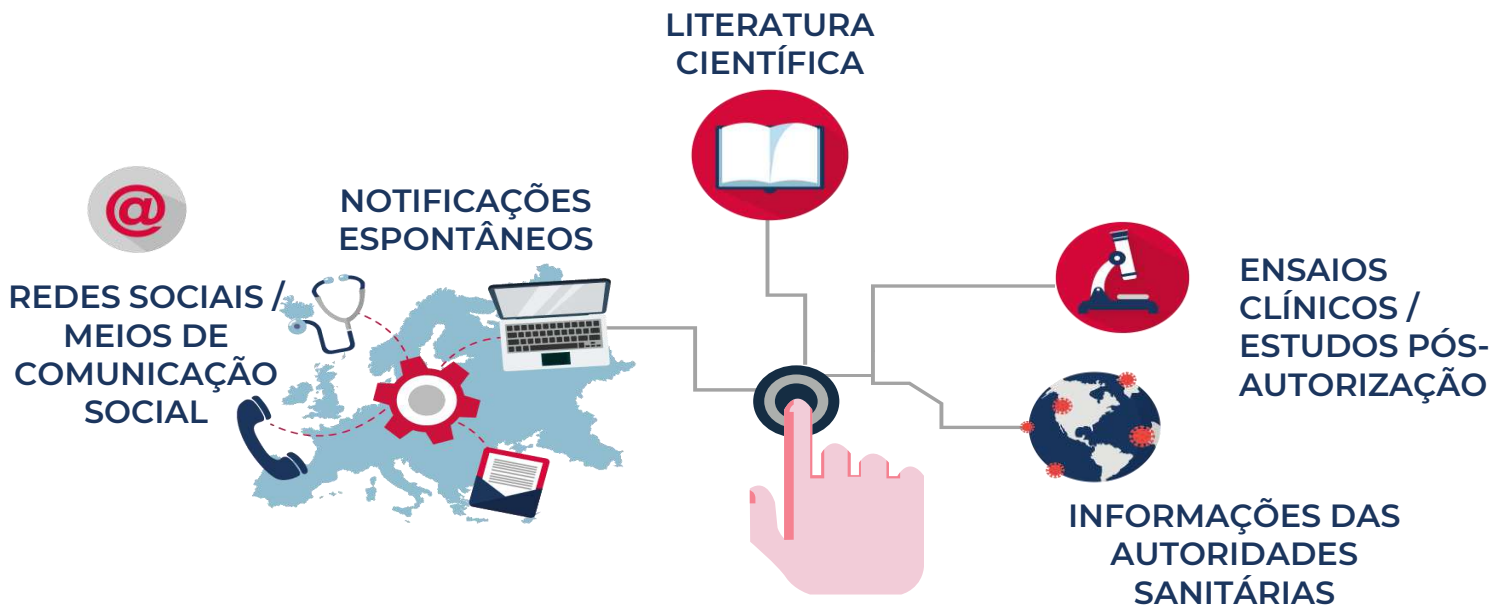 LITERATURA
CIENTÍFICA
@
NOTIFICAÇÕES
ESPONTÂNEOS
REDES SOCIAIS /
MEIOS DE
COMUNICAÇÃO
SOCIAL
ENSAIOS
CLÍNICOS /
ESTUDOS PÓS-
AUTORIZAÇÃO
INFORMAÇÕES DAS
AUTORIDADES
SANITÁRIAS